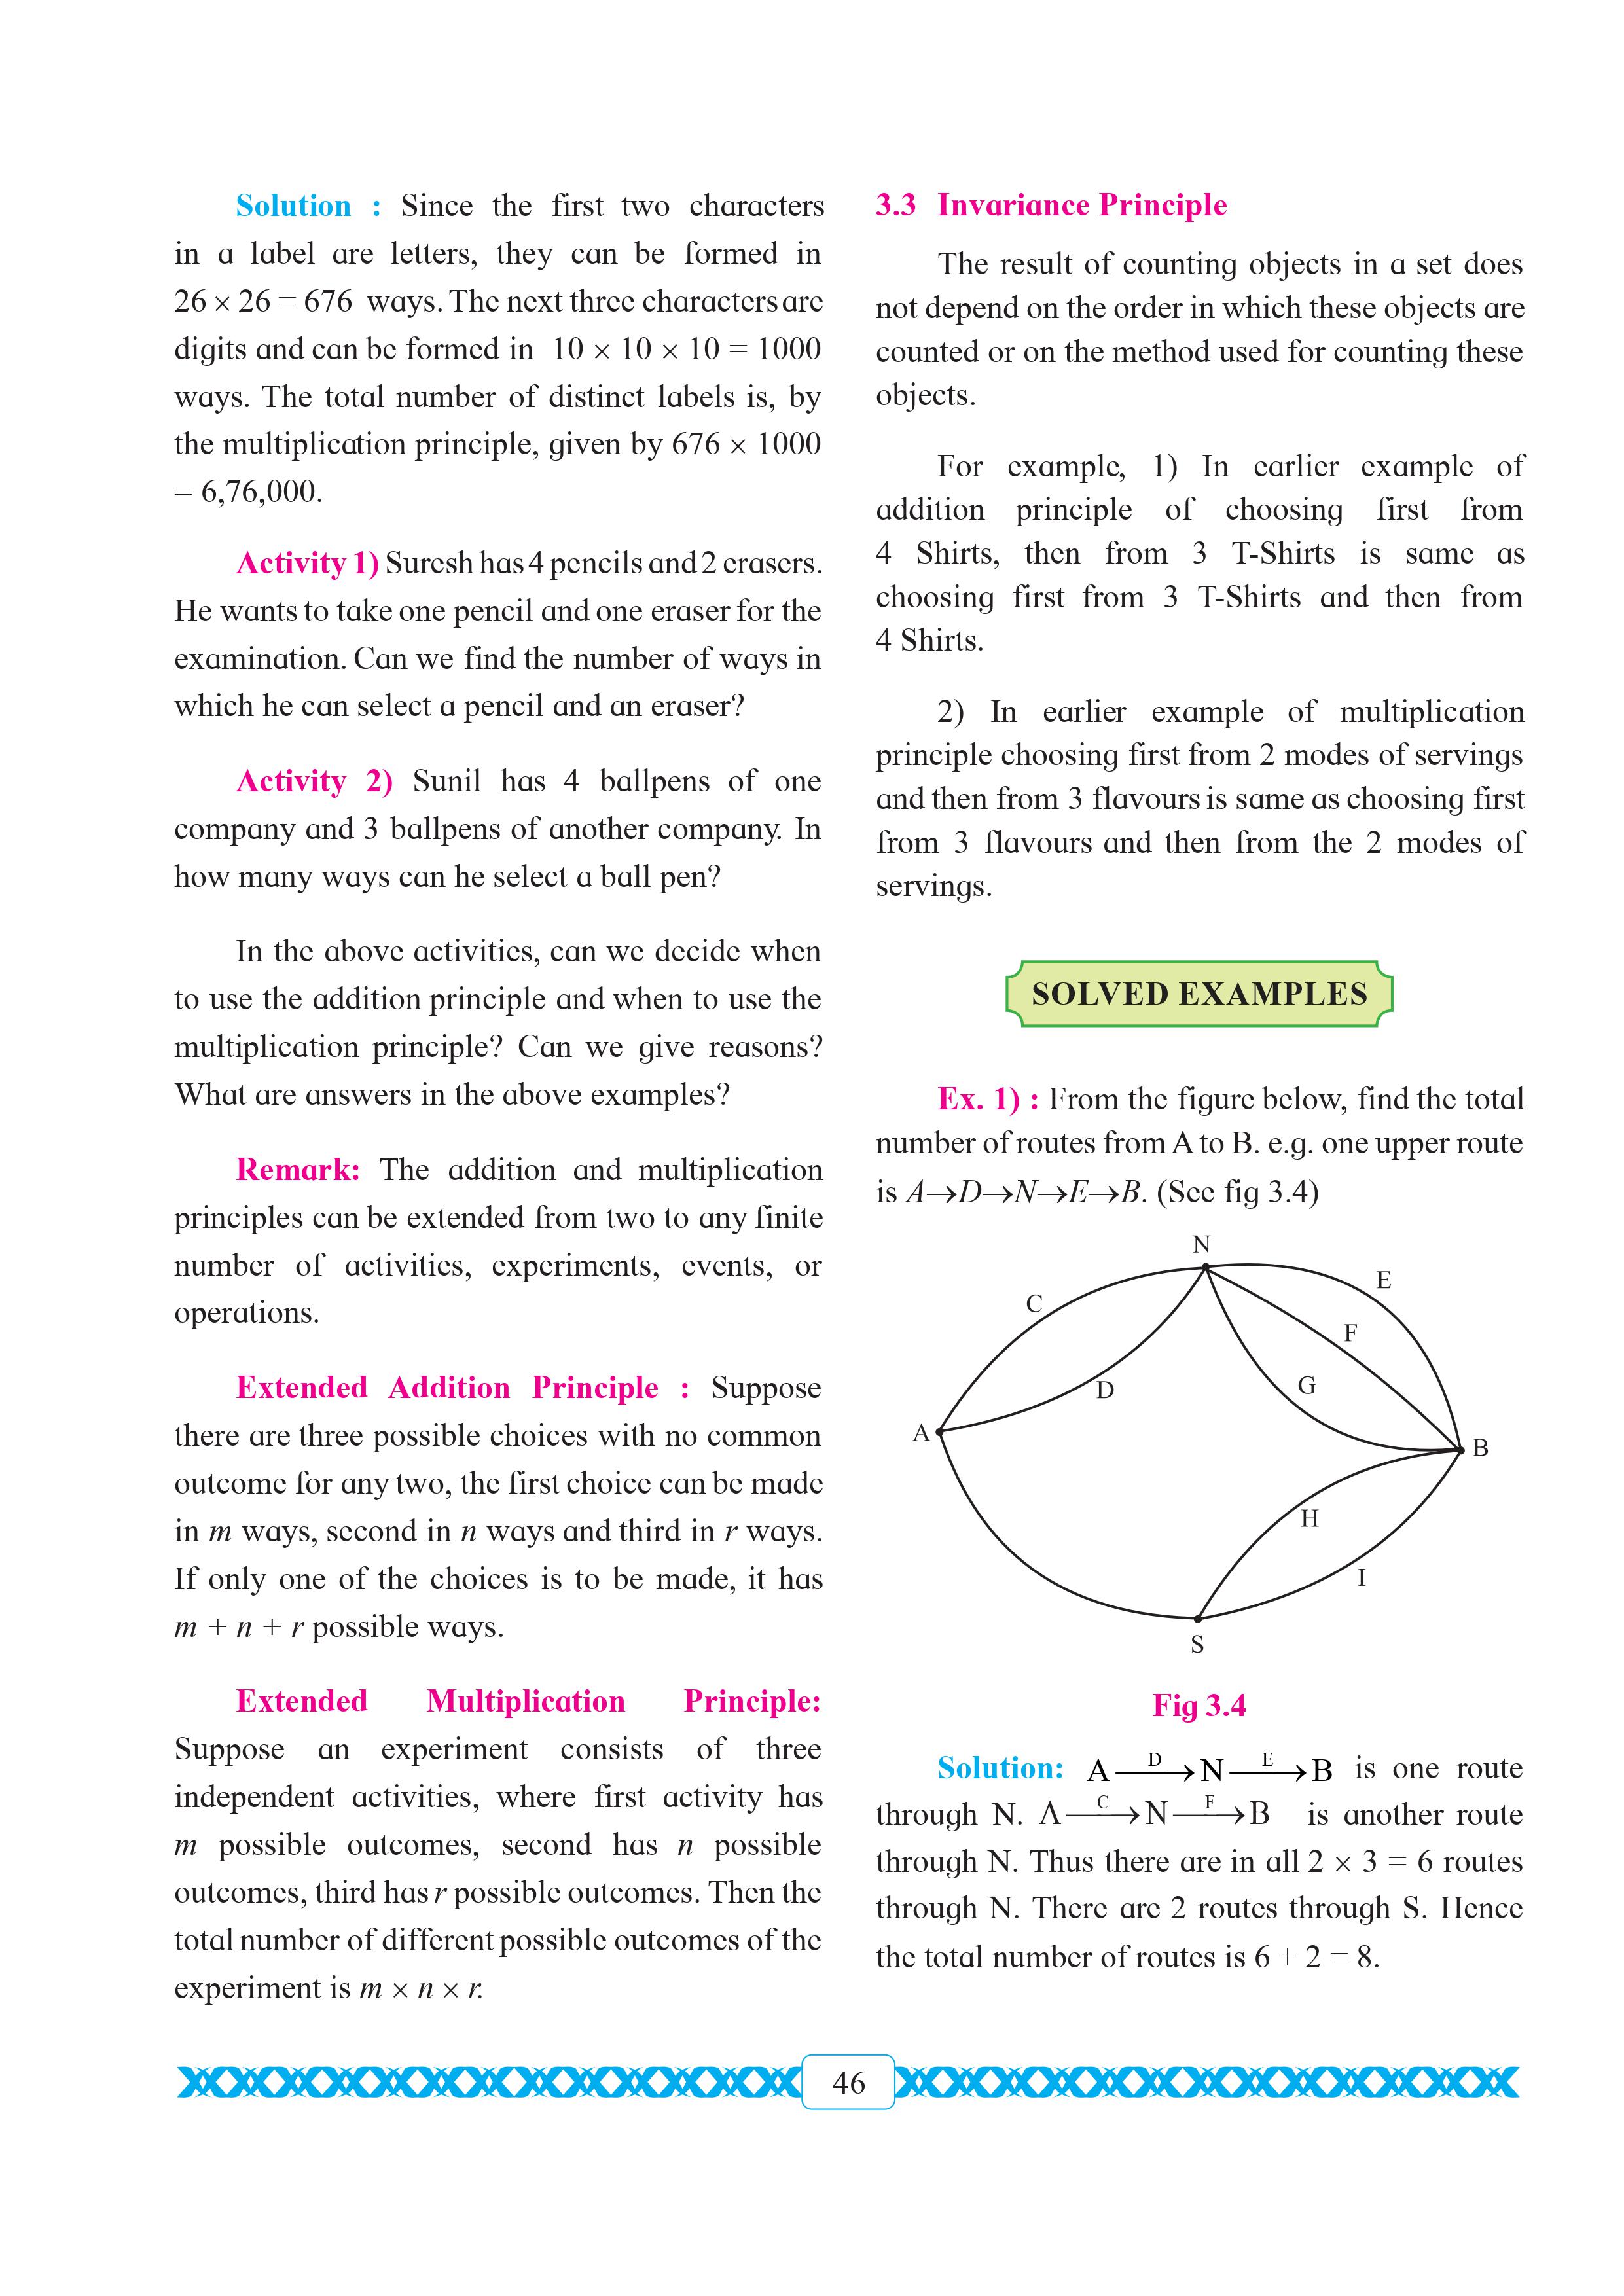 Solution : Since the first two characters
in a label are letters, they can be formed in
26 × 26 = 676 ways. The next three characters are
digits and can be formed in 10 × 10 × 10 = 1000
ways. The total number of distinct labels is, by
the multiplication principle, given by 676 × 1000
= 6,76,000.
Activity 1) Suresh has 4 pencils and 2 erasers.
He wants to take one pencil and one eraser for the
examination. Can we find the number of ways in
which he can select a pencil and an eraser?
Activity 2) Sunil has 4 ballpens of one
company and 3 ballpens of another company. In
how many ways can he select a ball pen?
In the above activities, can we decide when
to use the addition principle and when to use the
multiplication principle? Can we give reasons?
What are answers in the above examples?
Remark: The addition and multiplication
principles can be extended from two to any finite
number of activities, experiments, events, or
operations.
Extended Addition Principle : Suppose
there are three possible choices with no common
outcome for any two, the first choice can be made
in m ways, second in n ways and third in r ways.
If only one of the choices is to be made, it has
m + n + r possible ways.
Extended Multiplication Principle:
Suppose an experiment consists of three
independent activities, where first activity has
m possible outcomes, second has n possible
outcomes, third has r possible outcomes. Then the
total number of different possible outcomes of the
experiment is m × n × r.
3.3 Invariance Principle
The result of counting objects in a set does
not depend on the order in which these objects are
counted or on the method used for counting these
objects.
For example, 1) In earlier example of
addition principle of choosing first from
4 Shirts, then from 3 T-Shirts is same as
choosing first from 3 T-Shirts and then from
4 Shirts.
2) In earlier example of multiplication
principle choosing first from 2 modes of servings
and then from 3 flavours is same as choosing first
from 3 flavours and then from the 2 modes of
servings.
SOLVED EXAMPLES
Ex. 1) : From the figure below, find the total
number of routes from A to B. e.g. one upper route
is A→D→N→E→B. (See fig 3.4)
N
E
C
F
G
D
A
B
H
I
S
Fig 3.4
Solution: A —D→ N —E→ B is one route
through N. A —C→ N —F→ B is another route
through N. Thus there are in all 2 × 3 = 6 routes
through N. There are 2 routes through S. Hence
the total number of routes is 6 + 2 = 8.
46